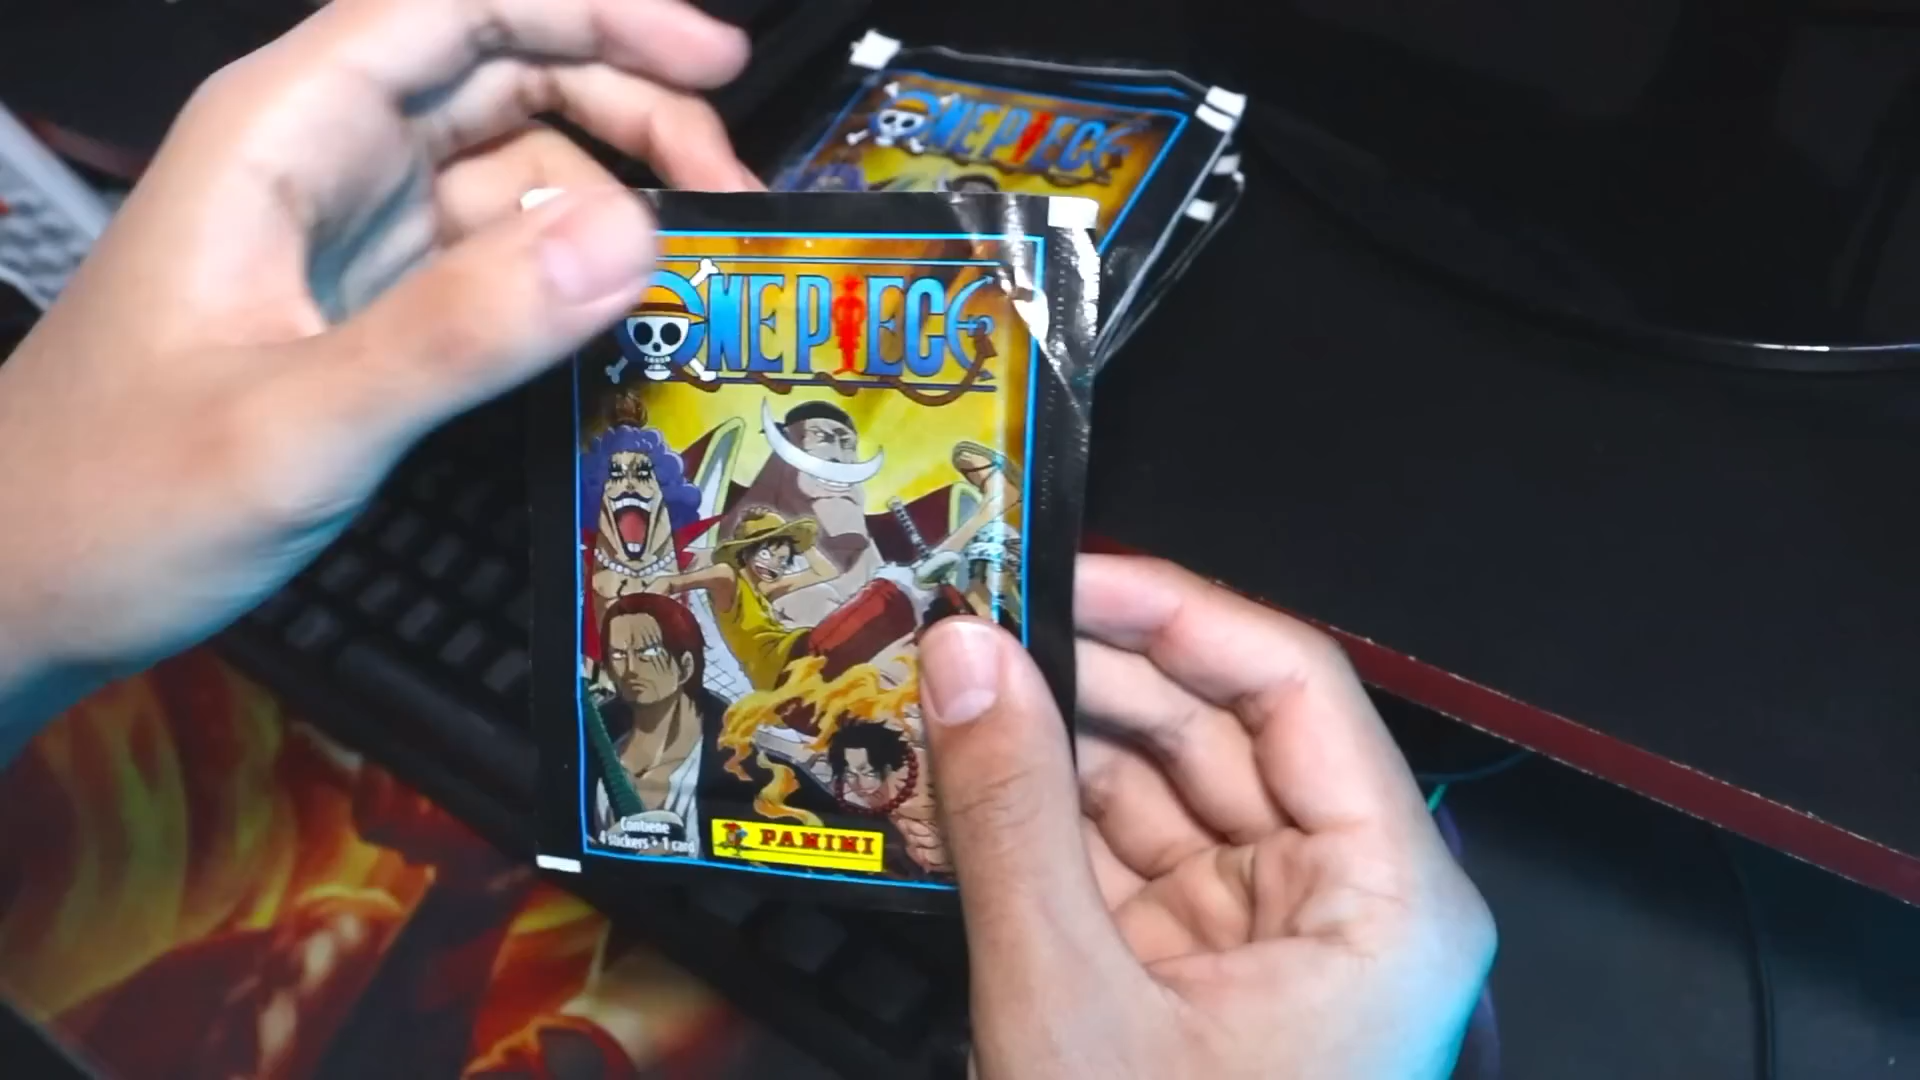 ONE PIECE
ONE PIECE
Contiene
4 stickers + 1 card
PANINI